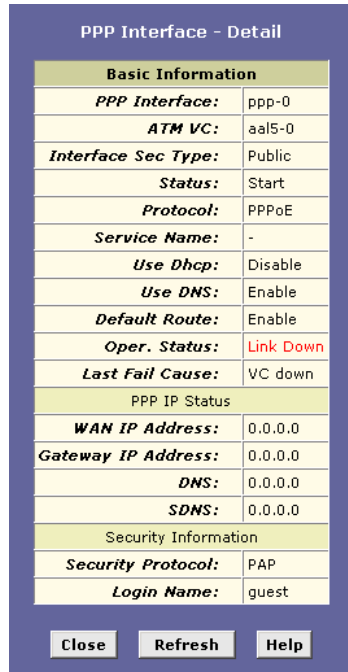 PPP Interface - Detail
Basic Information
PPP Interface: ppp-0
ATM VC: aal5-0
Interface Sec Type: Public
Status: Start
Protocol: PPPoE
Service Name: -
Use Dhcp: Disable
Use DNS: Enable
Default Route: Enable
Oper. Status: Link Down
Last Fail Cause: VC down
PPP IP Status
WAN IP Address: 0.0.0.0
Gateway IP Address: 0.0.0.0
DNS: 0.0.0.0
SDNS: 0.0.0.0
Security Information
Security Protocol: PAP
Login Name: guest
Close Refresh Help